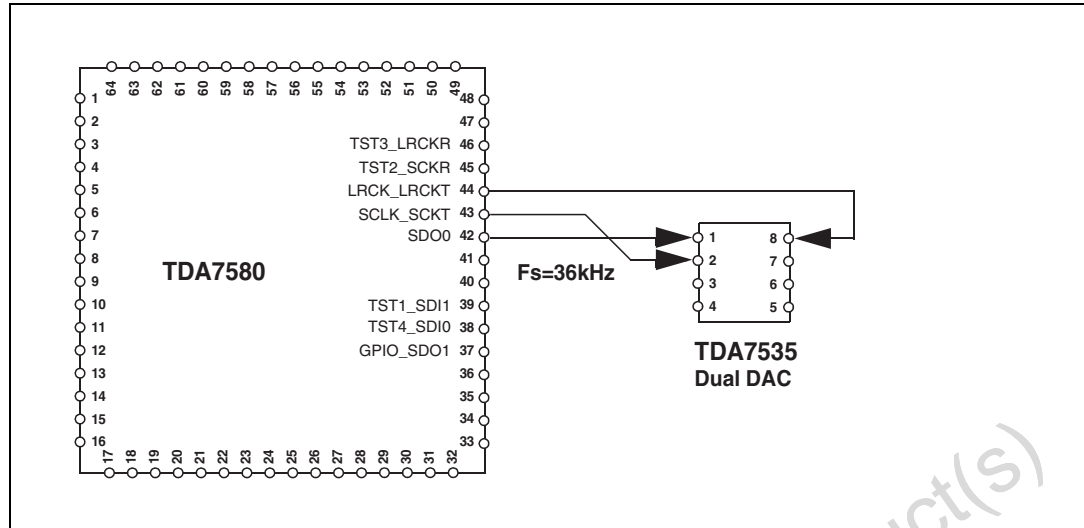 64 63 62 61 60 59 58 57 56 55 54 53 52 51 50 49
1
2
3
4
5
6
7
8
9
10
11
12
13
14
15
16
17 18 19 20 21 22 23 24 25 26 27 28 29 30 31 32
48
47
TST3_LRCKR 46
TST2_SCKR 45
LRCK_LRCKT 44
SCLK_SCKT 43
SDO0 42
41
40
TST1_SDI1 39
TST4_SDI0 38
GPIO_SDO1 37
36
35
34
33
TDA7580
Fs=36kHz
1 8
2 7
3 6
4 5
TDA7535
Dual DAC
uct(s)